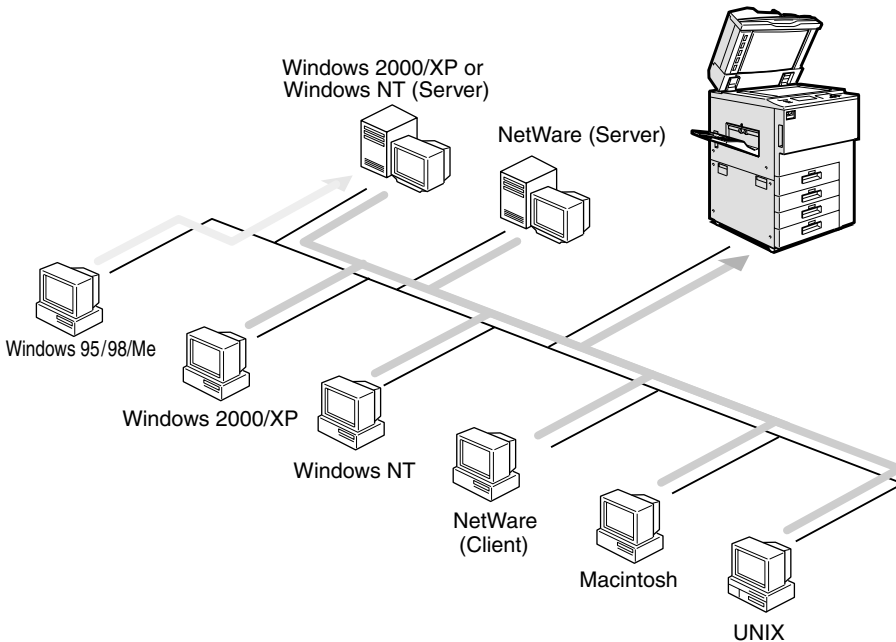 Windows 2000/XP or
Windows NT (Server)
NetWare (Server)
Windows 95/98/Me
Windows 2000/XP
Windows NT
NetWare
(Client)
Macintosh
UNIX